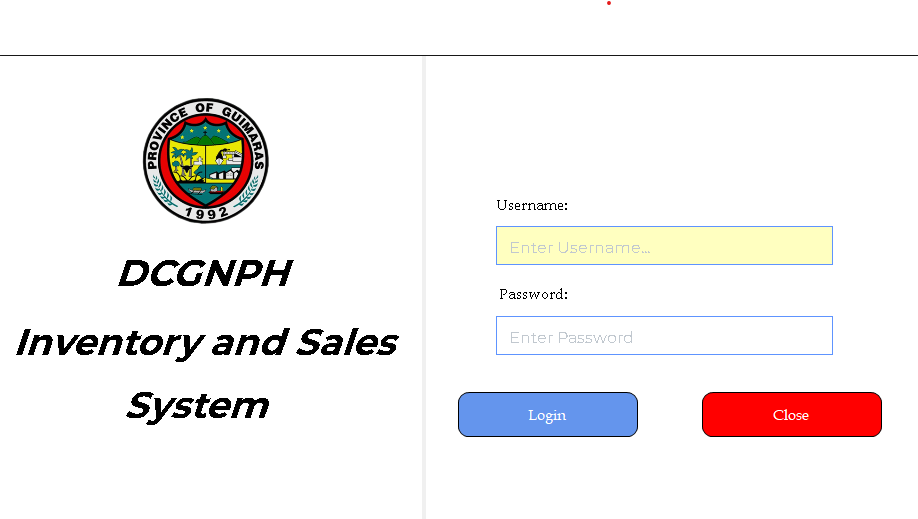 PROVINCE OF GUIMARAS
1992
DCGNPH
Inventory and Sales
System
Username:
Enter Username...
Password:
Enter Password
Login
Close